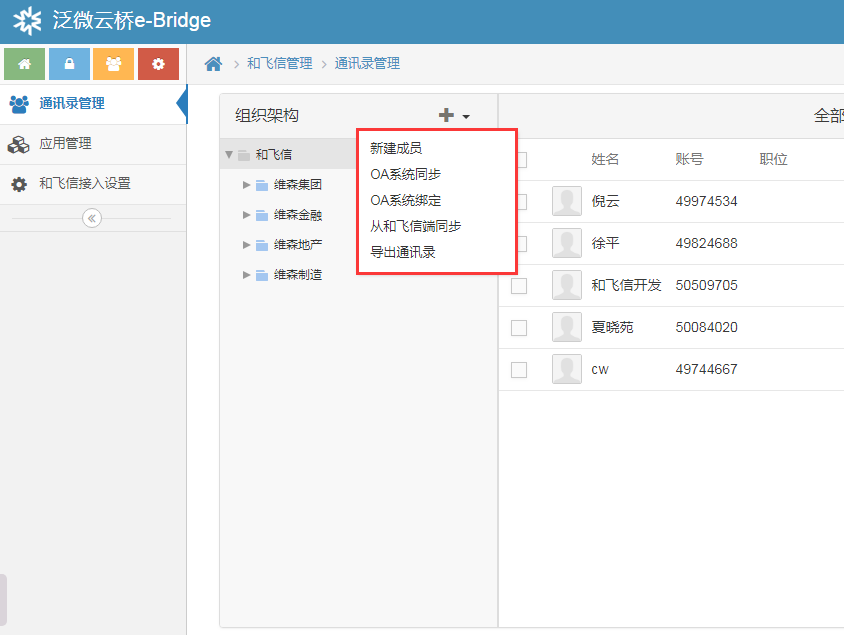 泛微云桥e-Bridge
和飞信管理 通讯录管理
通讯录管理
应用管理
和飞信接入设置
组织架构
和飞信
维森集团
维森金融
维森地产
维森制造
新建成员
OA系统同步
OA系统绑定
从和飞信端同步
导出通讯录
全部
姓名 账号 职位
倪云 49974534
徐平 49824688
和飞信开发 50509705
夏晓苑 50084020
cw 49744667